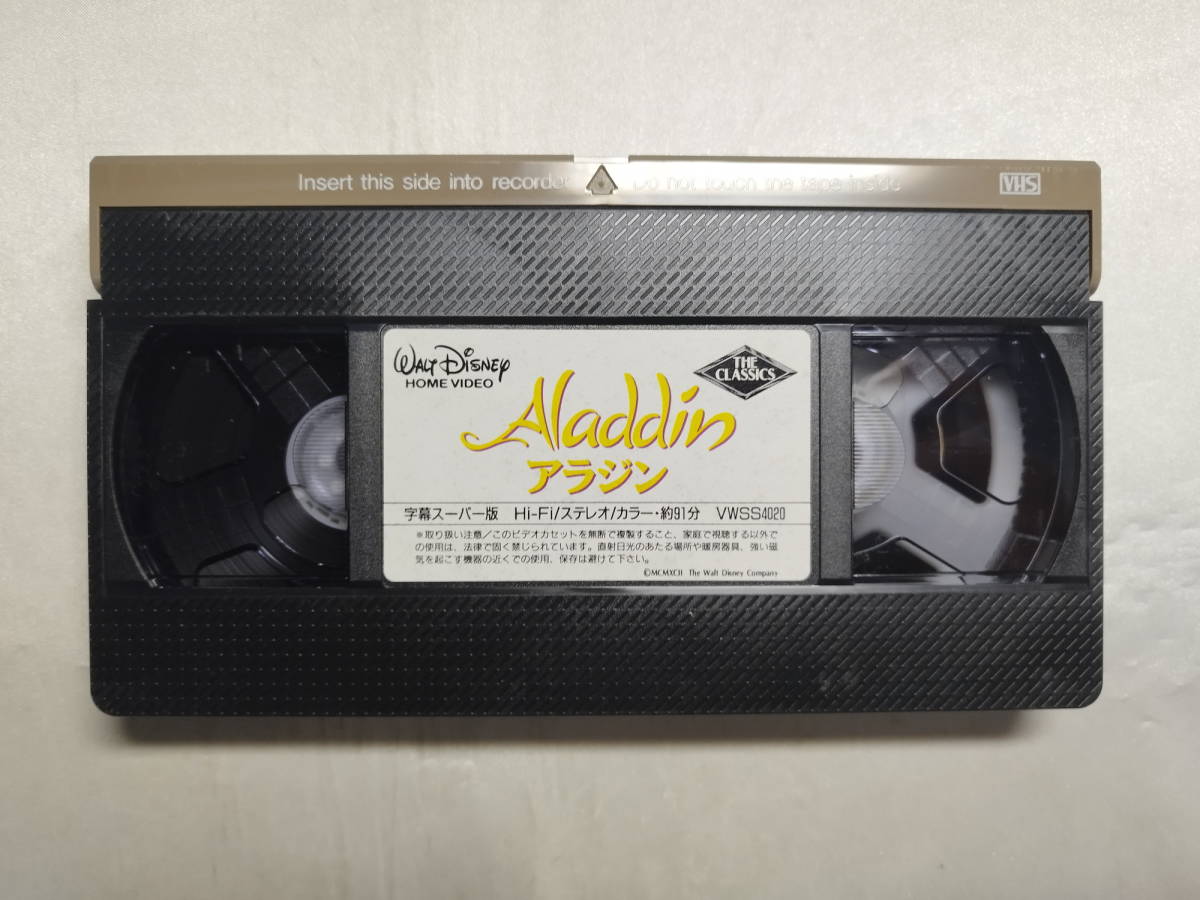 Insert this side into recorder Do not touch the tape inside
VHS
WALT DISNEY
HOME VIDEO
THE
CLASSICS
Aladdin
アラジン
字幕スーパー版 Hi-Fi/ステレオ/カラー・約91分 VWSS4020
※取り扱い注意/このビデオカセットを無断で複製すること、家庭で視聴する以外で
の使用は、法律で固く禁じられています。直射日光のあたる場所や暖房器具、強い磁
気を起こす機器の近くでの使用、保存は避けて下さい。
©MCMXCII The Walt Disney Company